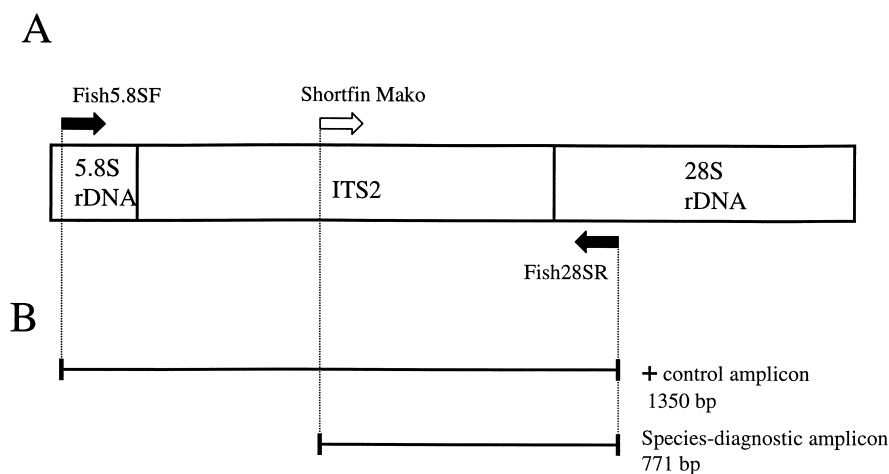 A
Fish5.8SF
Shortfin Mako
5.8S
rDNA
ITS2
28S
rDNA
Fish28SR
B
+ control amplicon
1350 bp
Species-diagnostic amplicon
771 bp